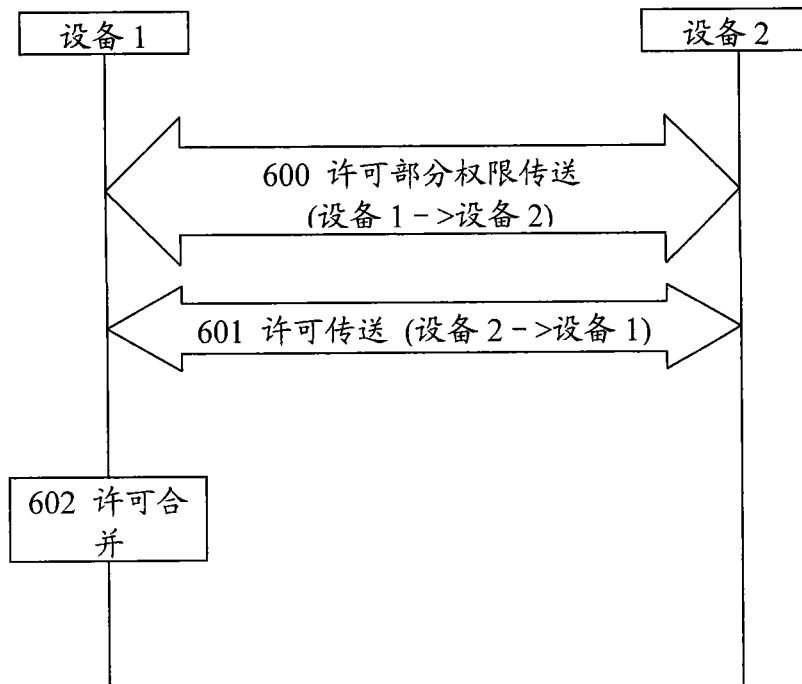 设备 1
设备 2
600 许可部分权限传送
(设备 1 ->设备 2)
601 许可传送 (设备 2 ->设备 1)
602 许可合
并